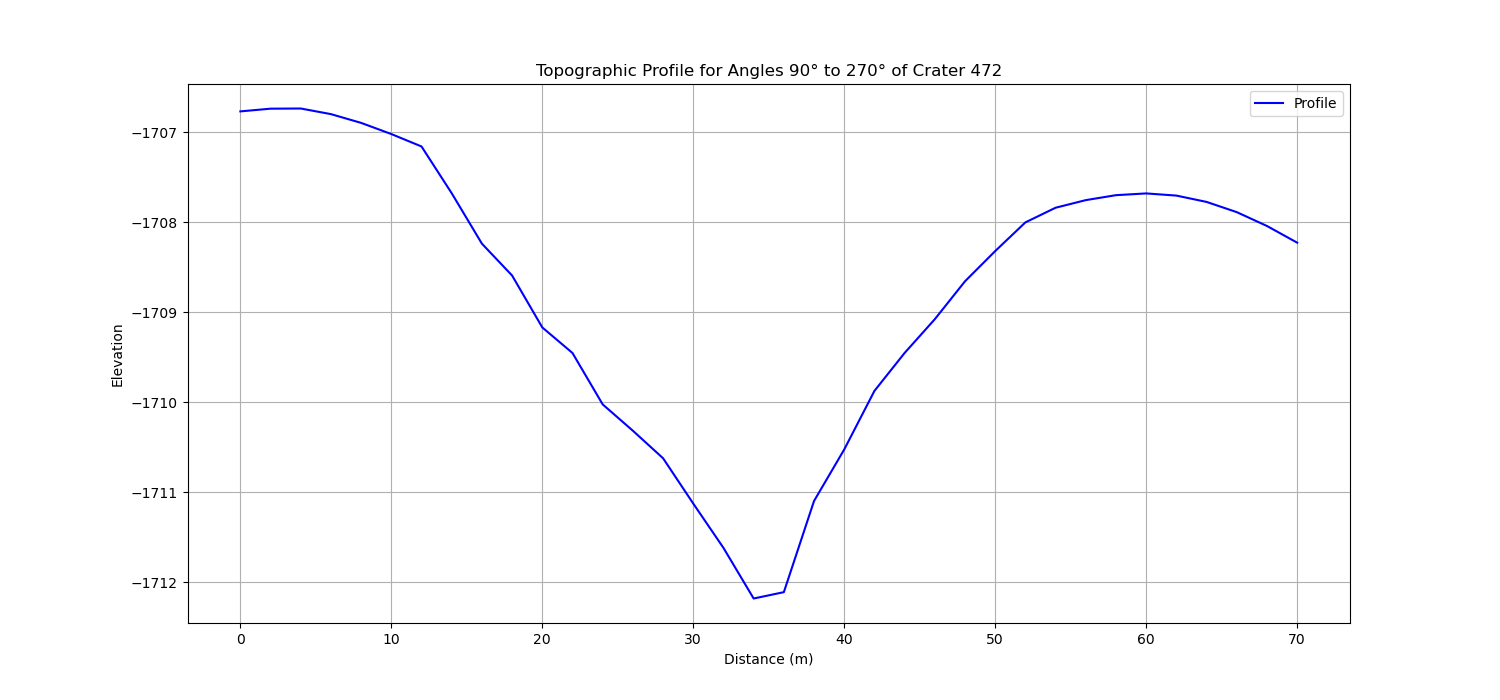 Topographic Profile for Angles 90° to 270° of Crater 472
Profile
−1707
−1708
−1709
−1710
−1711
−1712
Elevation
0 10 20 30 40 50 60 70
Distance (m)